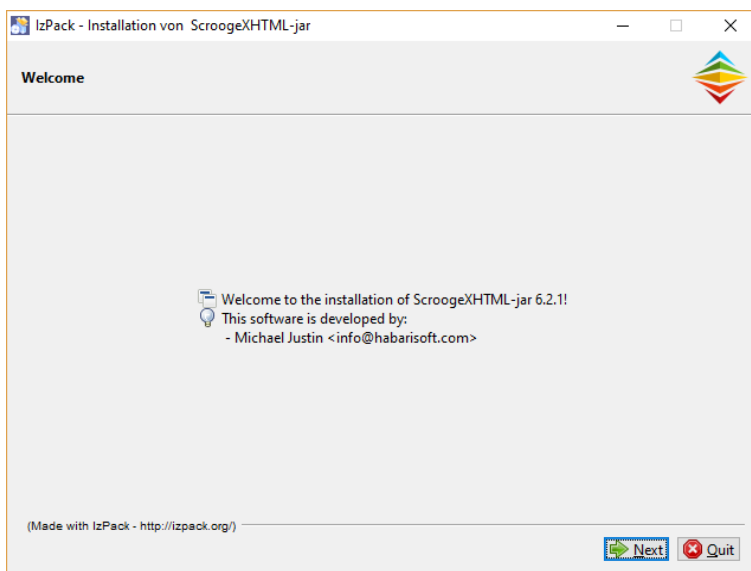 IzPack - Installation von ScroogeXHTML-jar
Welcome
Welcome to the installation of ScroogeXHTML-jar 6.2.1!
This software is developed by:
- Michael Justin <info@habarisoft.com>
(Made with IzPack - http://izpack.org/)
Next Quit